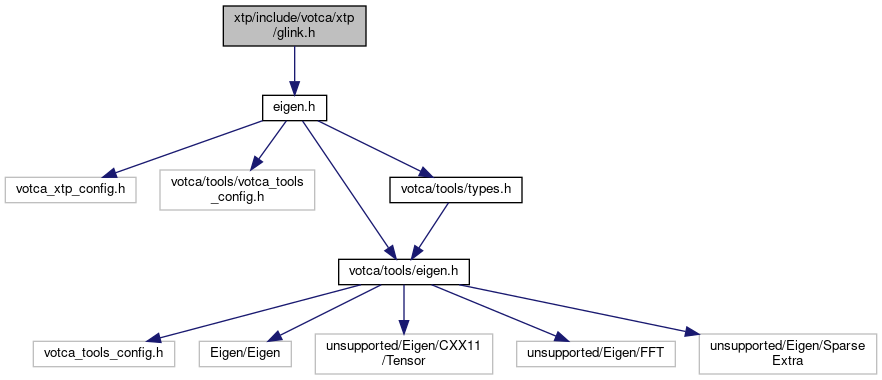 xtp/include/votca/xtp
/glink.h
eigen.h
votca_xtp_config.h
votca/tools/votca_tools
_config.h
votca/tools/types.h
votca/tools/eigen.h
votca_tools_config.h
Eigen/Eigen
unsupported/Eigen/CXX11
/Tensor
unsupported/Eigen/FFT
unsupported/Eigen/Sparse
Extra